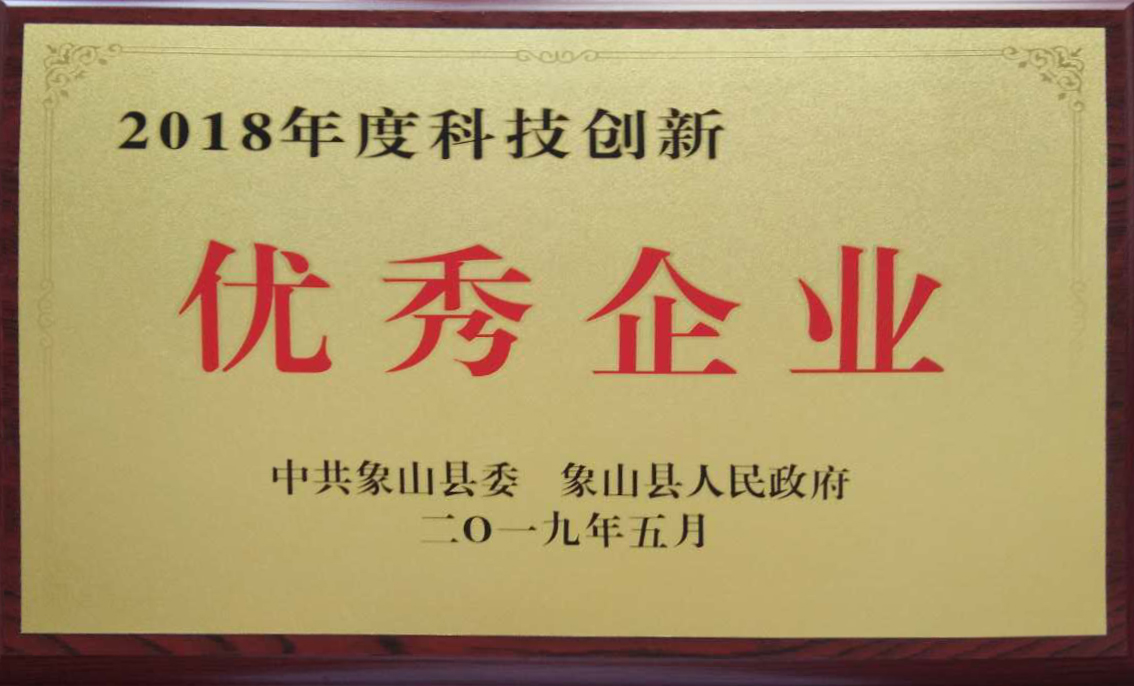 2018年度科技创新
优秀企业
中共象山县委 象山县人民政府
二〇一九年五月